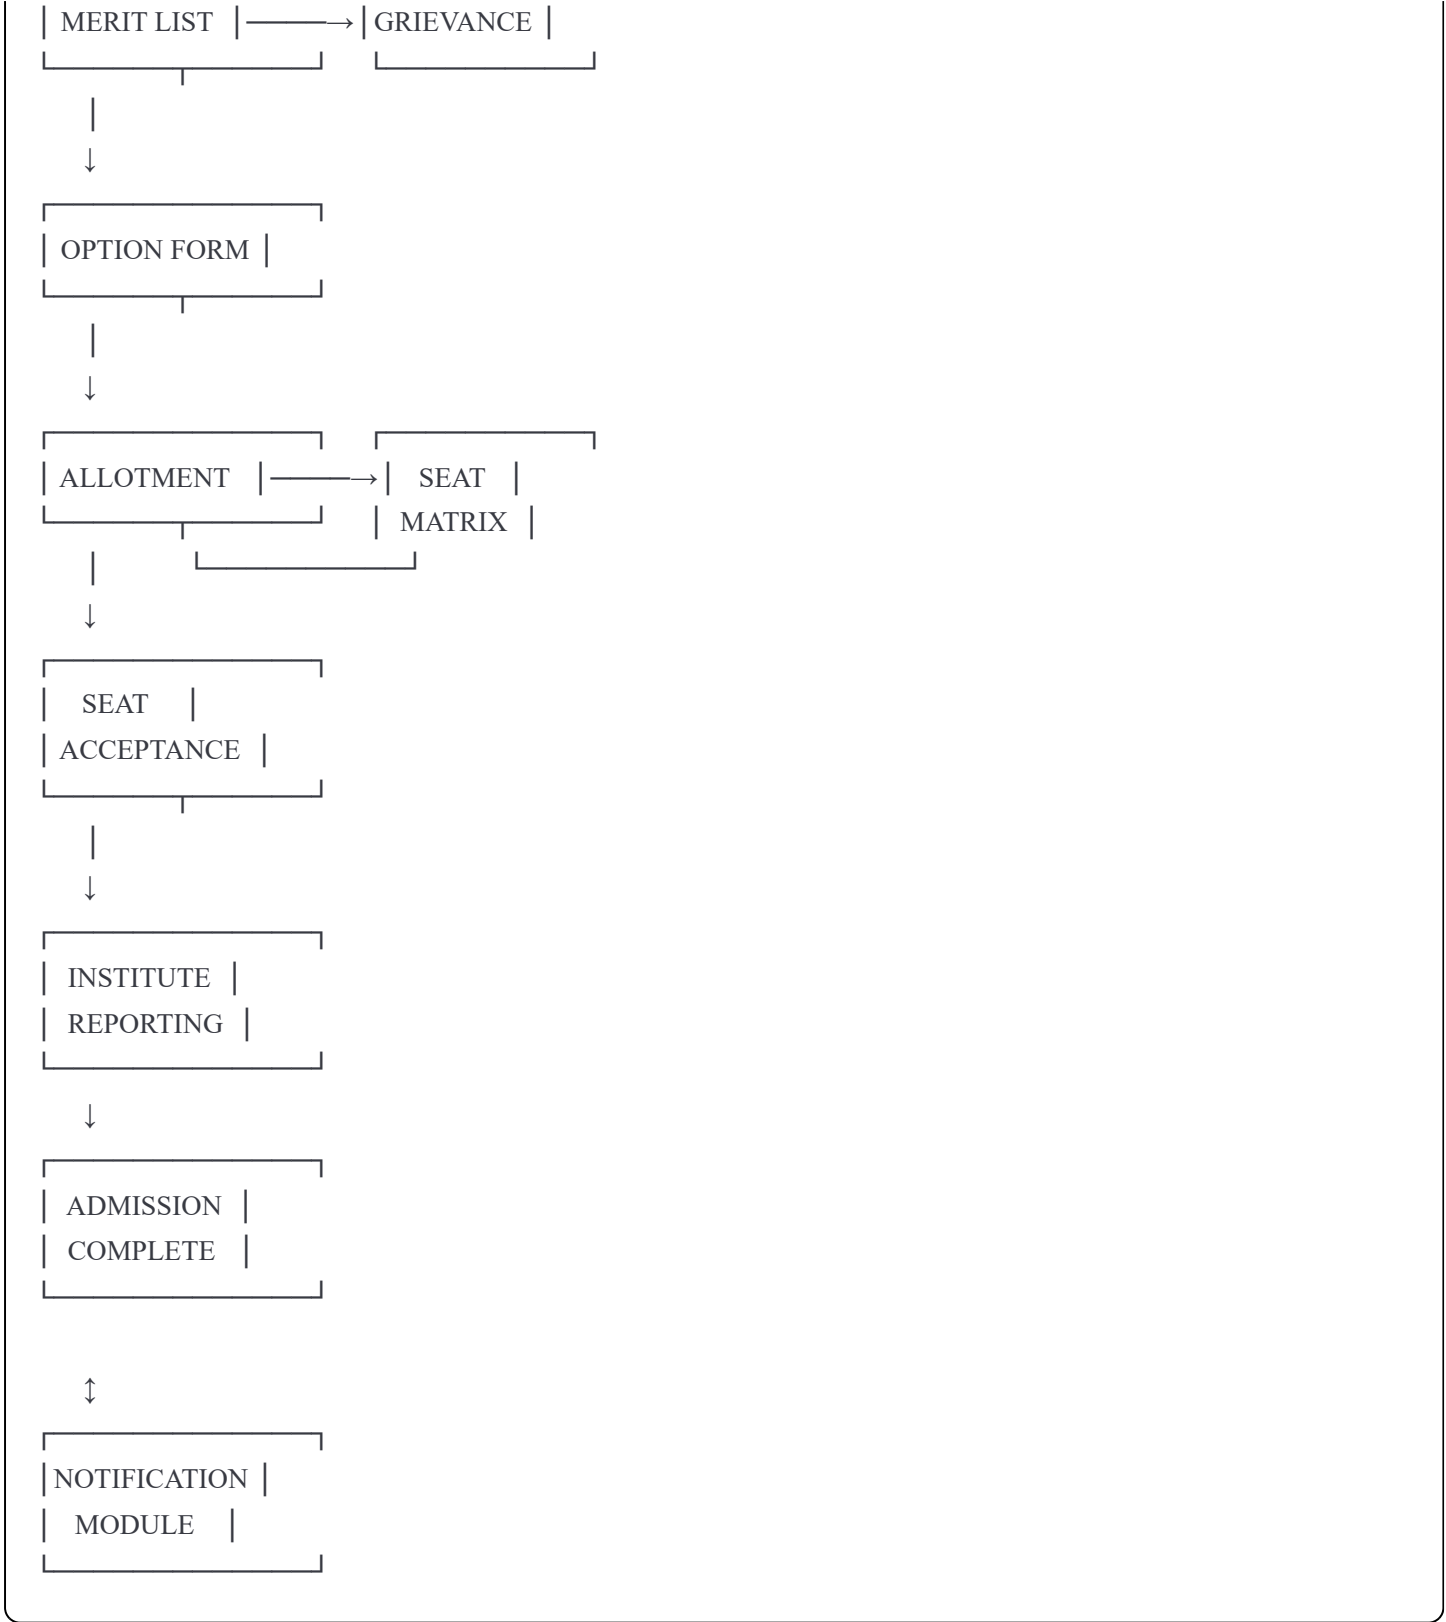 │ MERIT LIST │────→│GRIEVANCE │
└──────┬──────┘ └──────────┘
│
↓
┌─────────────┐
│ OPTION FORM │
└──────┬──────┘
│
↓
┌─────────────┐ ┌──────────┐
│ ALLOTMENT │────→│ SEAT │
└──────┬──────┘ │ MATRIX │
│ └──────────┘
↓
┌─────────────┐
│ SEAT │
│ ACCEPTANCE │
└──────┬──────┘
│
↓
┌─────────────┐
│ INSTITUTE │
│ REPORTING │
└─────────────┘
↓
┌─────────────┐
│ ADMISSION │
│ COMPLETE │
└─────────────┘
↕
┌─────────────┐
│NOTIFICATION │
│ MODULE │
└─────────────┘